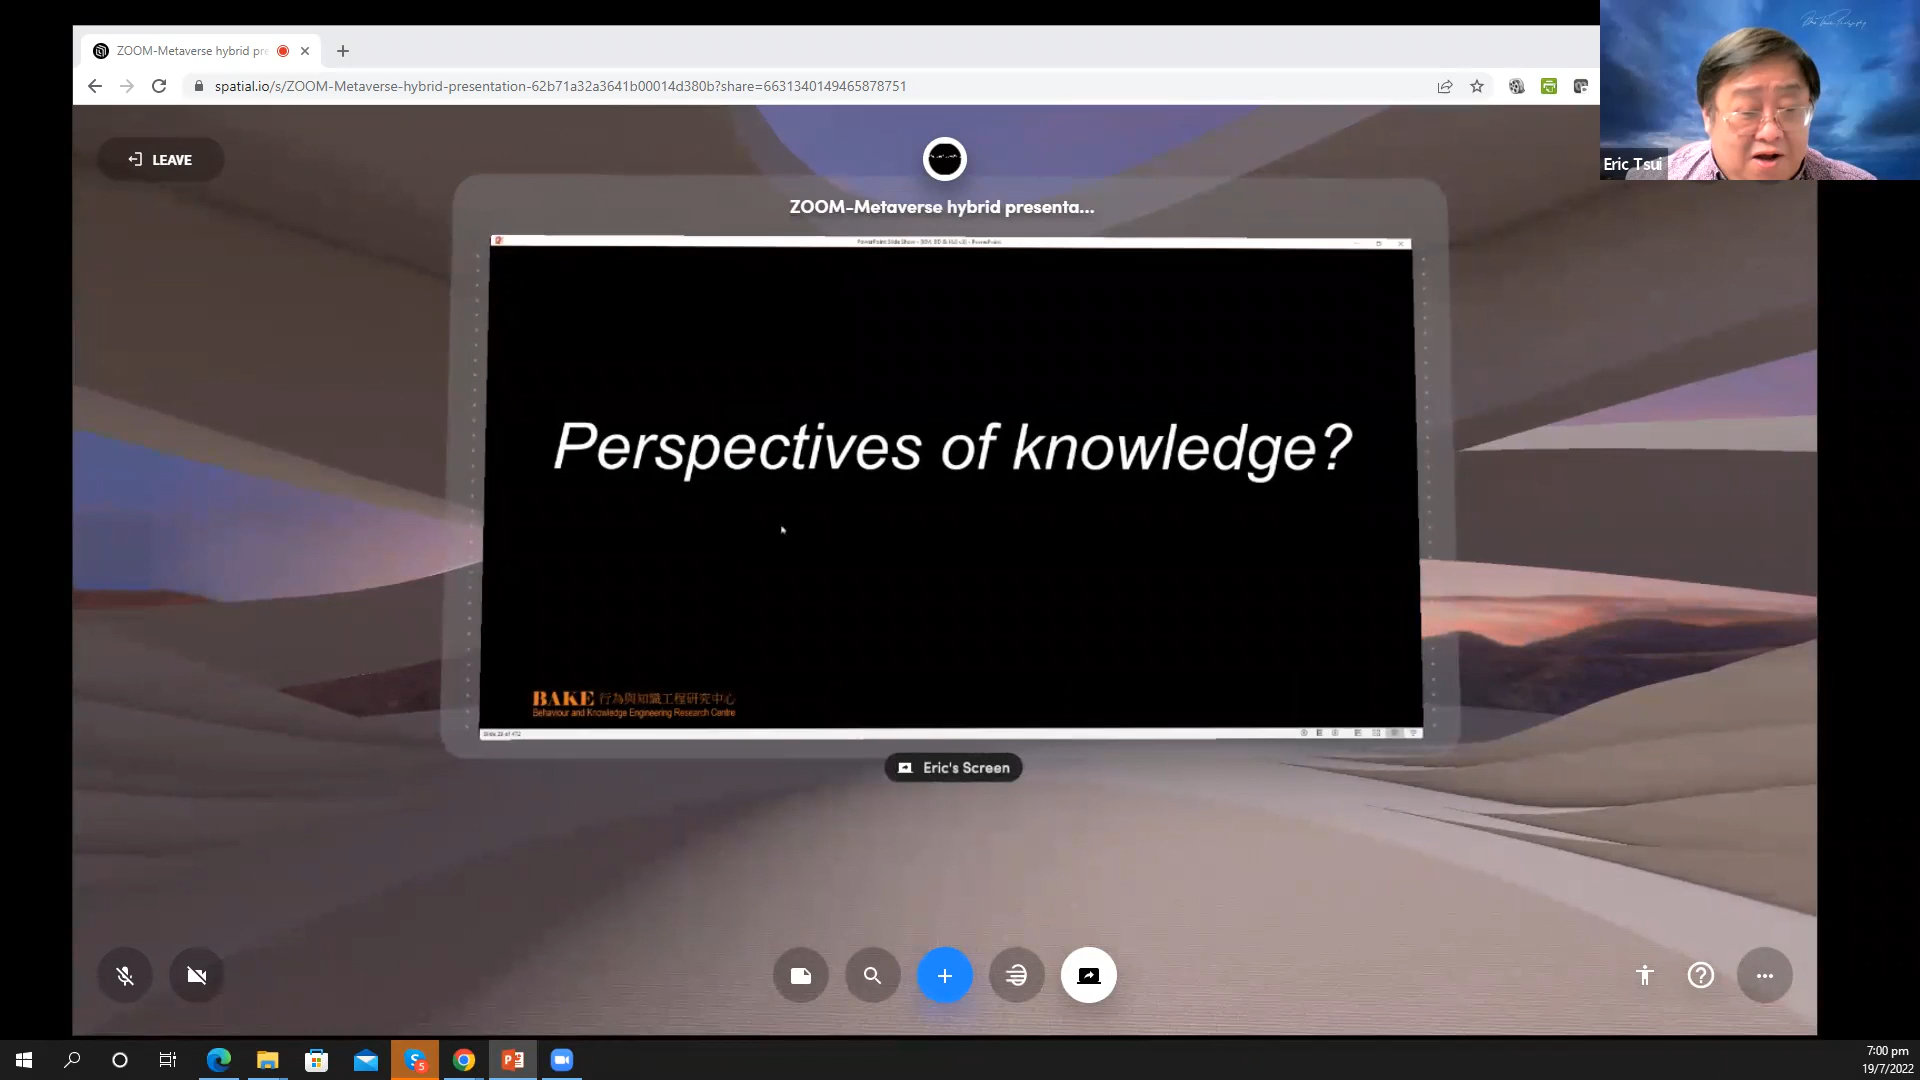 ZOOM-Metaverse hybrid pre
spatial.io/s/ZOOM-Metaverse-hybrid-presentation-62b71a32a3641b00014d380b?share=6631340149465878751
Eric Tsui
LEAVE
ZOOM-Metaverse hybrid presenta...
Perspectives of knowledge?
BAKE 行為與知識工程研究中心
Behaviour and Knowledge Engineering Research Centre
Eric's Screen
7:00 pm
19/7/2022